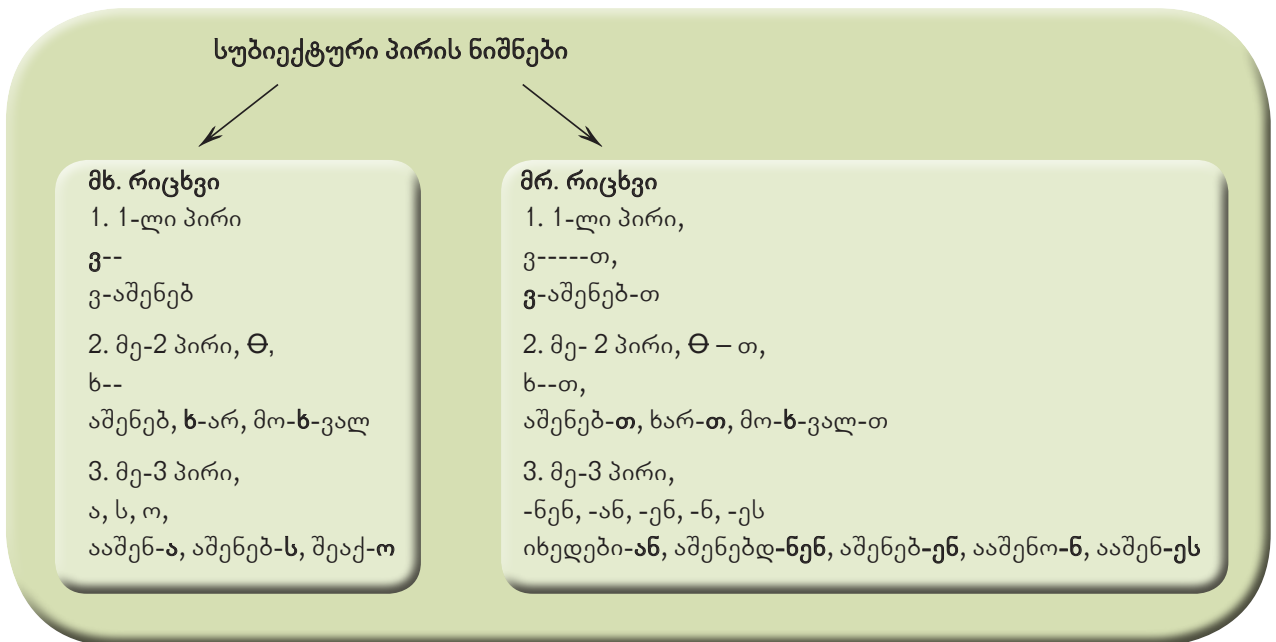 სუბიექტური პირის ნიშნები
მხ. რიცხვი
1. 1-ლი პირი
ვ--
ვ-აშენებ
2. მე-2 პირი, Ө,
ხ--
აშენებ, ხ-არ, მო-ხ-ვალ
3. მე-3 პირი,
ა, ს, ო,
ააშენ-ა, აშენებ-ს, შეაქ-ო
მრ. რიცხვი
1. 1-ლი პირი,
ვ-----თ,
ვ-აშენებ-თ
2. მე- 2 პირი, Ө – თ,
ხ--თ,
აშენებ-თ, ხარ-თ, მო-ხ-ვალ-თ
3. მე-3 პირი,
-ნენ, -ან, -ენ, -ნ, -ეს
იხედები-ან, აშენებდ-ნენ, აშენებ-ენ, ააშენო-ნ, ააშენ-ეს